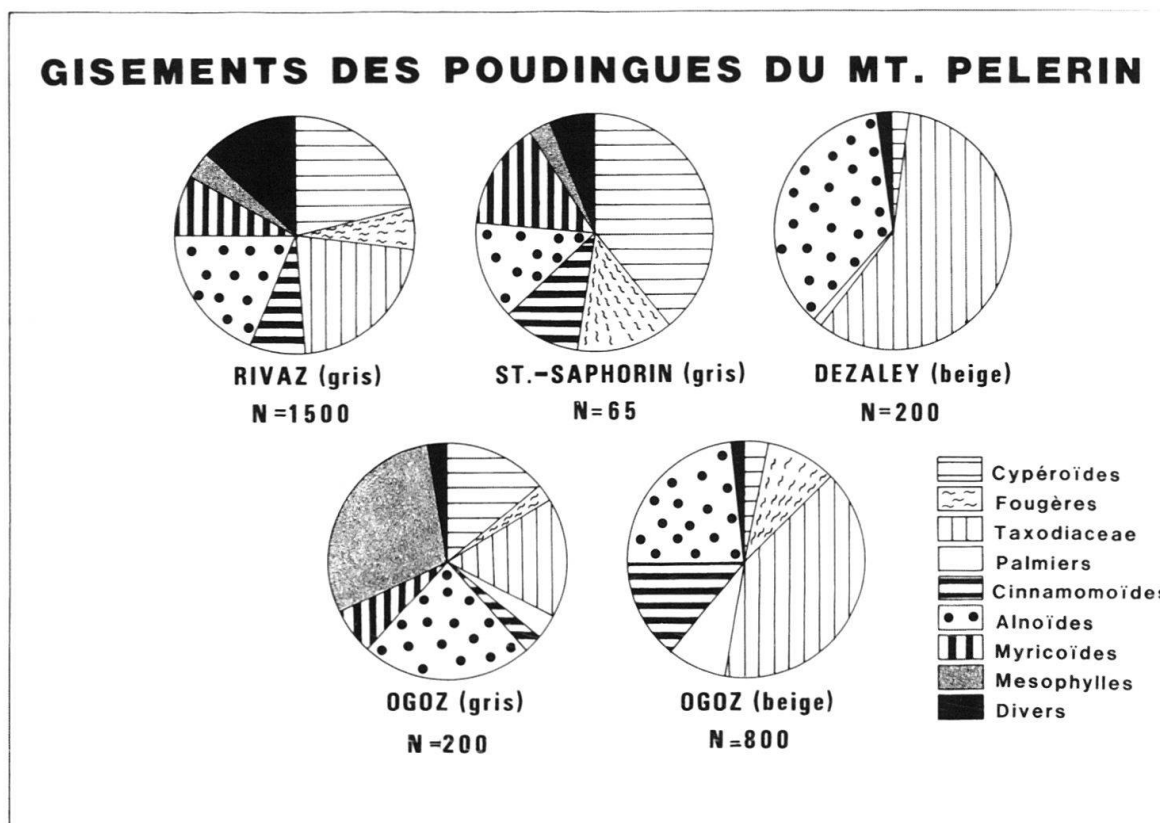 GISEMENTS DES POUDINGUES DU MT. PELERIN
RIVAZ (gris)
N=1500
ST.-SAPHORIN (gris)
N=65
DEZALEY (beige)
N=200
OGOZ (gris)
N=200
OGOZ (beige)
N=800
Cypéroïdes
Fougères
Taxodiaceae
Palmiers
Cinnamomoïdes
Alnoïdes
Myricoïdes
Mesophylles
Divers